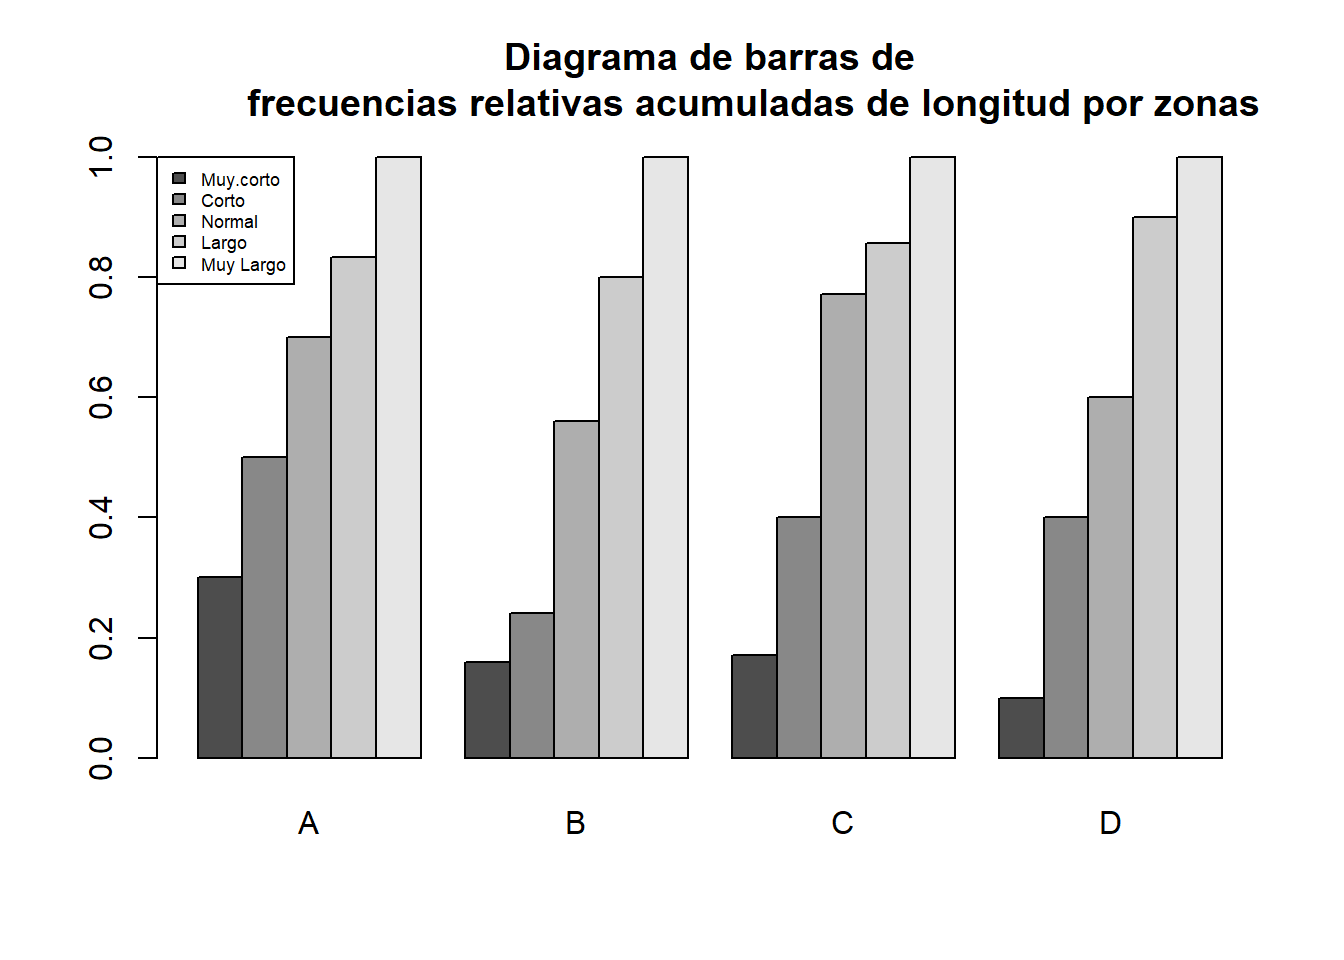 Diagrama de barras de
frecuencias relativas acumuladas de longitud por zonas
1.0
0.8
0.6
0.4
0.2
0.0
Muy.corto
Corto
Normal
Largo
Muy Largo
A B C D